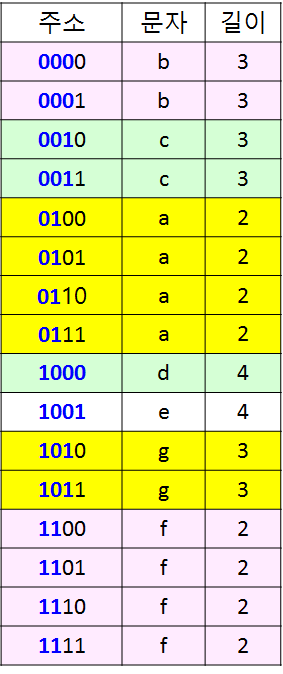 주소 문자 길이
0000 b 3
0001 b 3
0010 c 3
0011 c 3
0100 a 2
0101 a 2
0110 a 2
0111 a 2
1000 d 4
1001 e 4
1010 g 3
1011 g 3
1100 f 2
1101 f 2
1110 f 2
1111 f 2